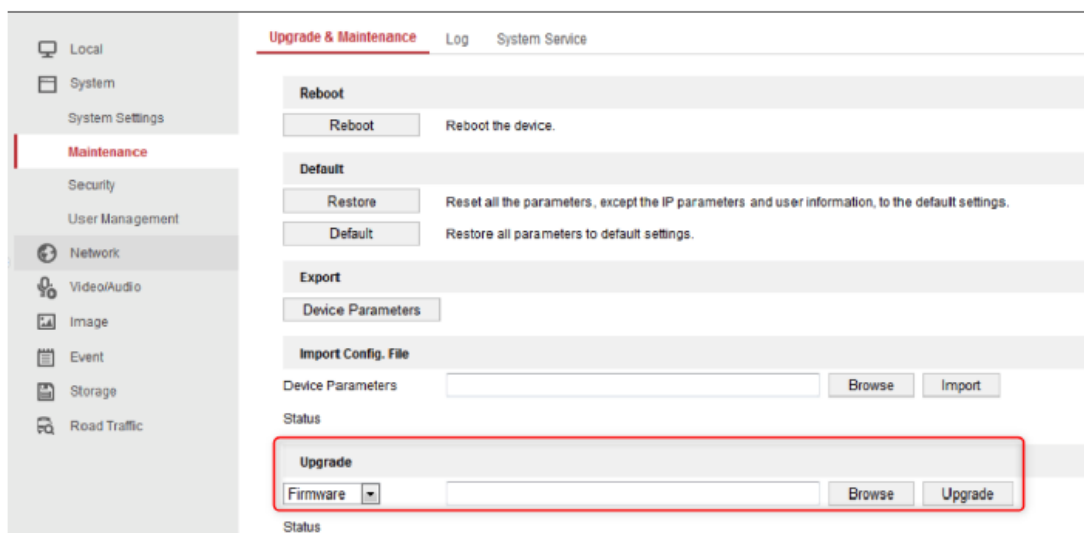 Local
System
System Settings
Maintenance
Security
User Management
Network
Video/Audio
Image
Event
Storage
Road Traffic
Upgrade & Maintenance Log System Service
Reboot
Reboot Reboot the device.
Default
Restore Reset all the parameters, except the IP parameters and user information, to the default settings.
Default Restore all parameters to default settings.
Export
Device Parameters
Import Config. File
Device Parameters Browse Import
Status
Upgrade
Firmware Browse Upgrade
Status